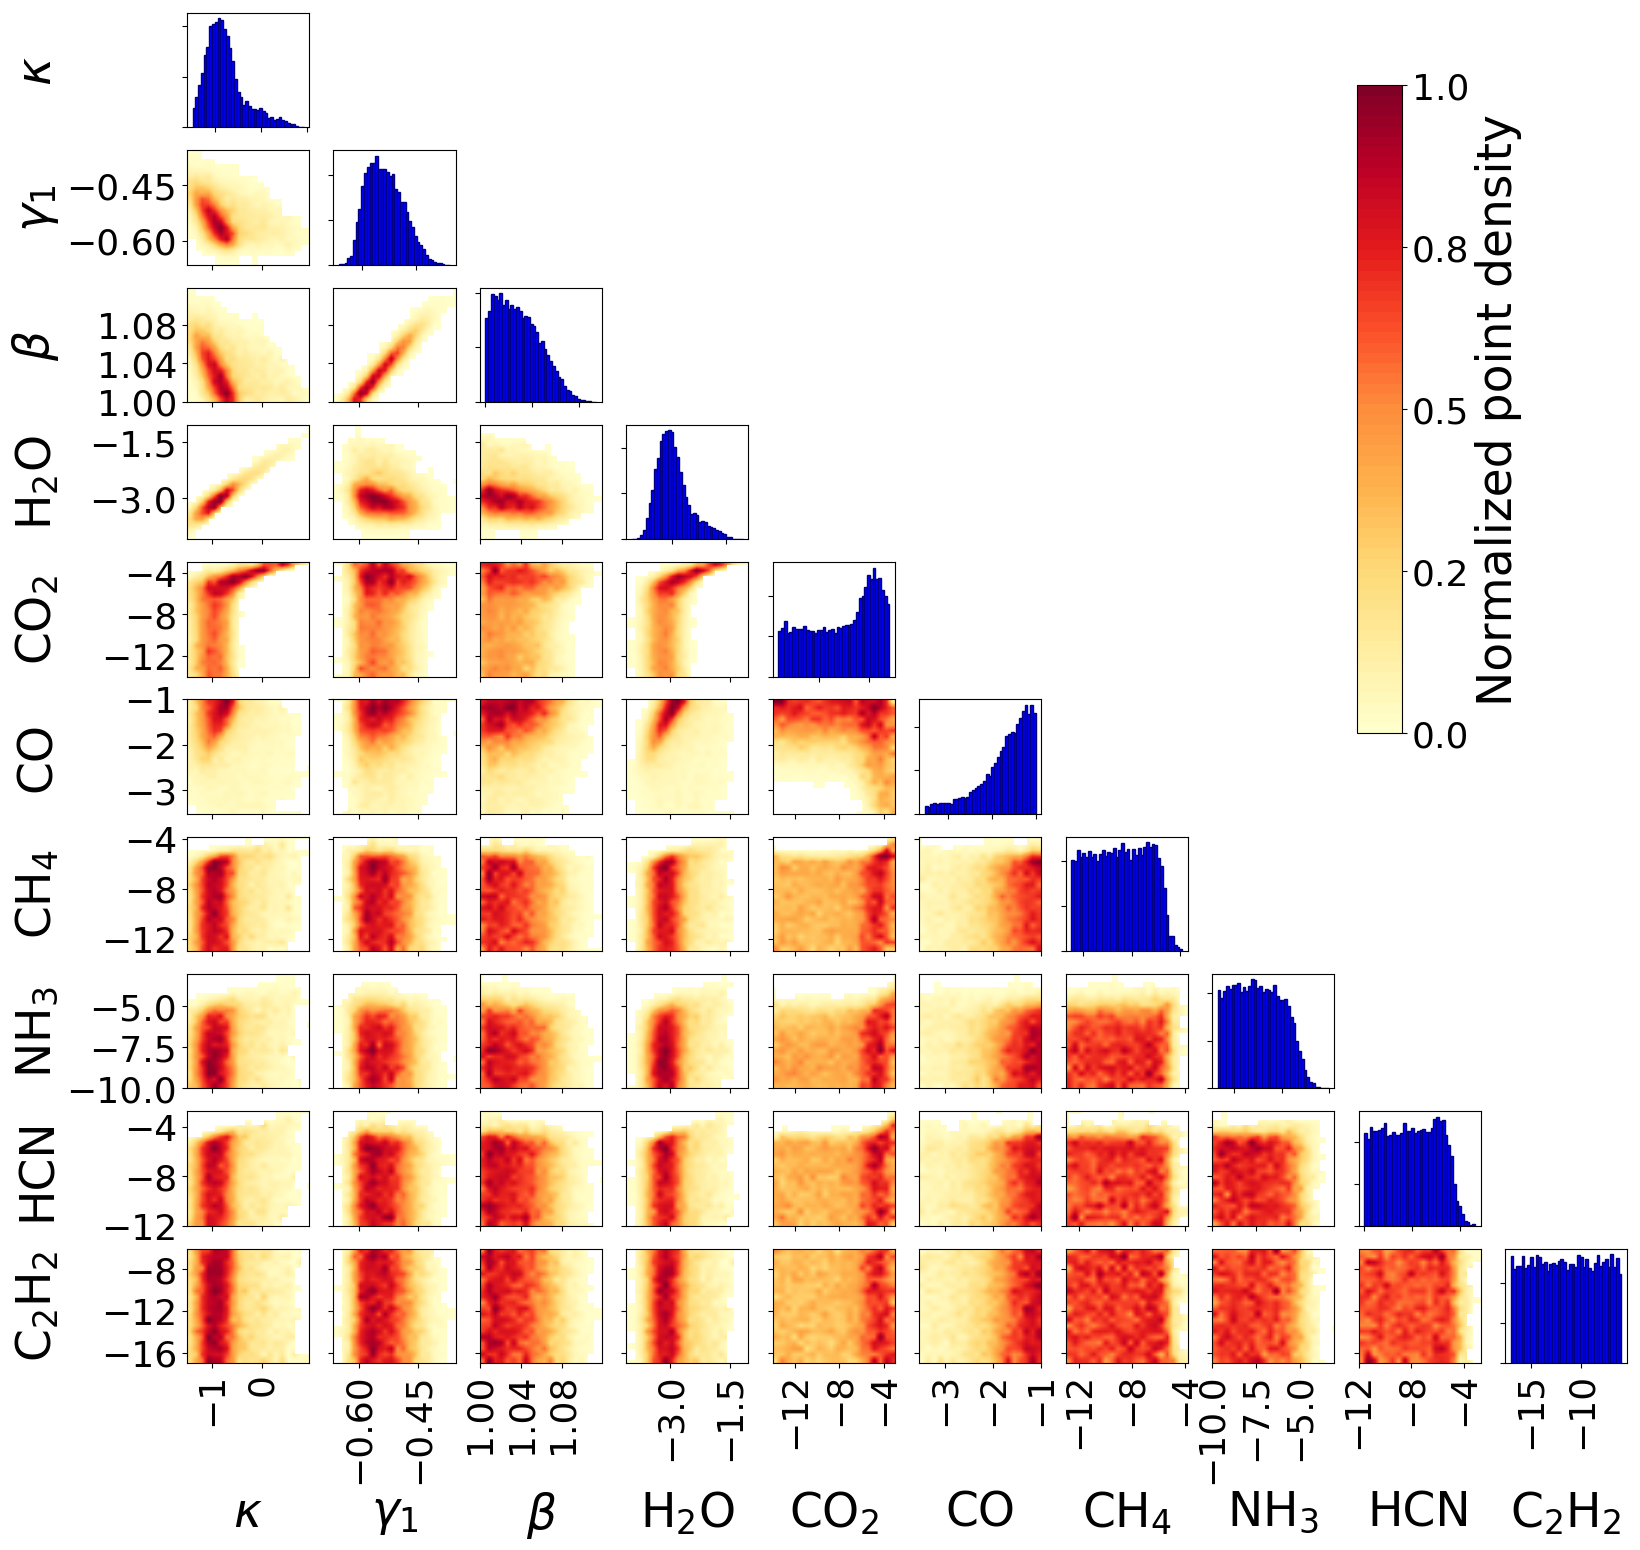 κ
γ₁
−0.45
−0.60
β
1.08
1.04
1.00
H₂O
−1.5
−3.0
CO₂
−4
−8
−12
CO
−1
−2
−3
CH₄
−4
−8
−12
NH₃
−5.0
−7.5
−10.0
HCN
−4
−8
−12
C₂H₂
−8
−12
−16
1.0
0.8
0.5
0.2
0.0
Normalized point density
−1 0 −0.60 −0.45 1.00 1.04 1.08 −3.0 −1.5 −12 −8 −4 −3 −2 −1 −12 −8 −4 −10.0 −7.5 −5.0 −12 −8 −4 −15 −10
κ γ₁ β H₂O CO₂ CO CH₄ NH₃ HCN C₂H₂